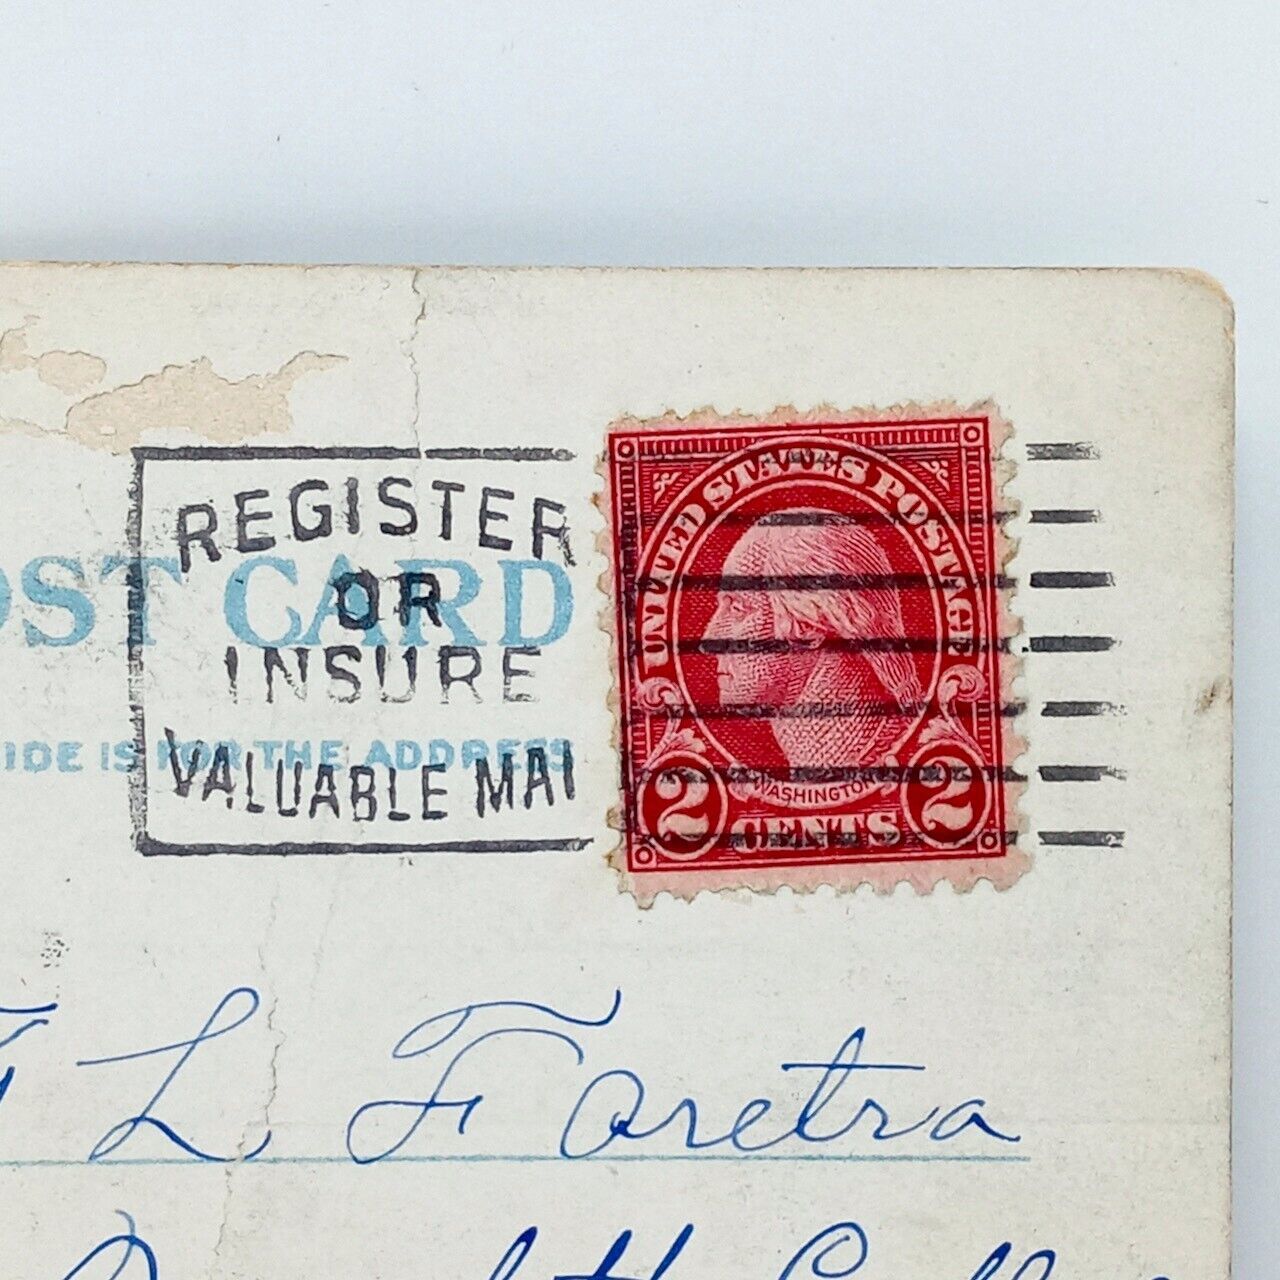 REGISTER
OR
INSURE
VALUABLE MAI
OST CARD
IDE IS FOR THE ADDRESS
UNITED STATES POSTAGE
WASHINGTON
2 CENTS 2
L. Foretra